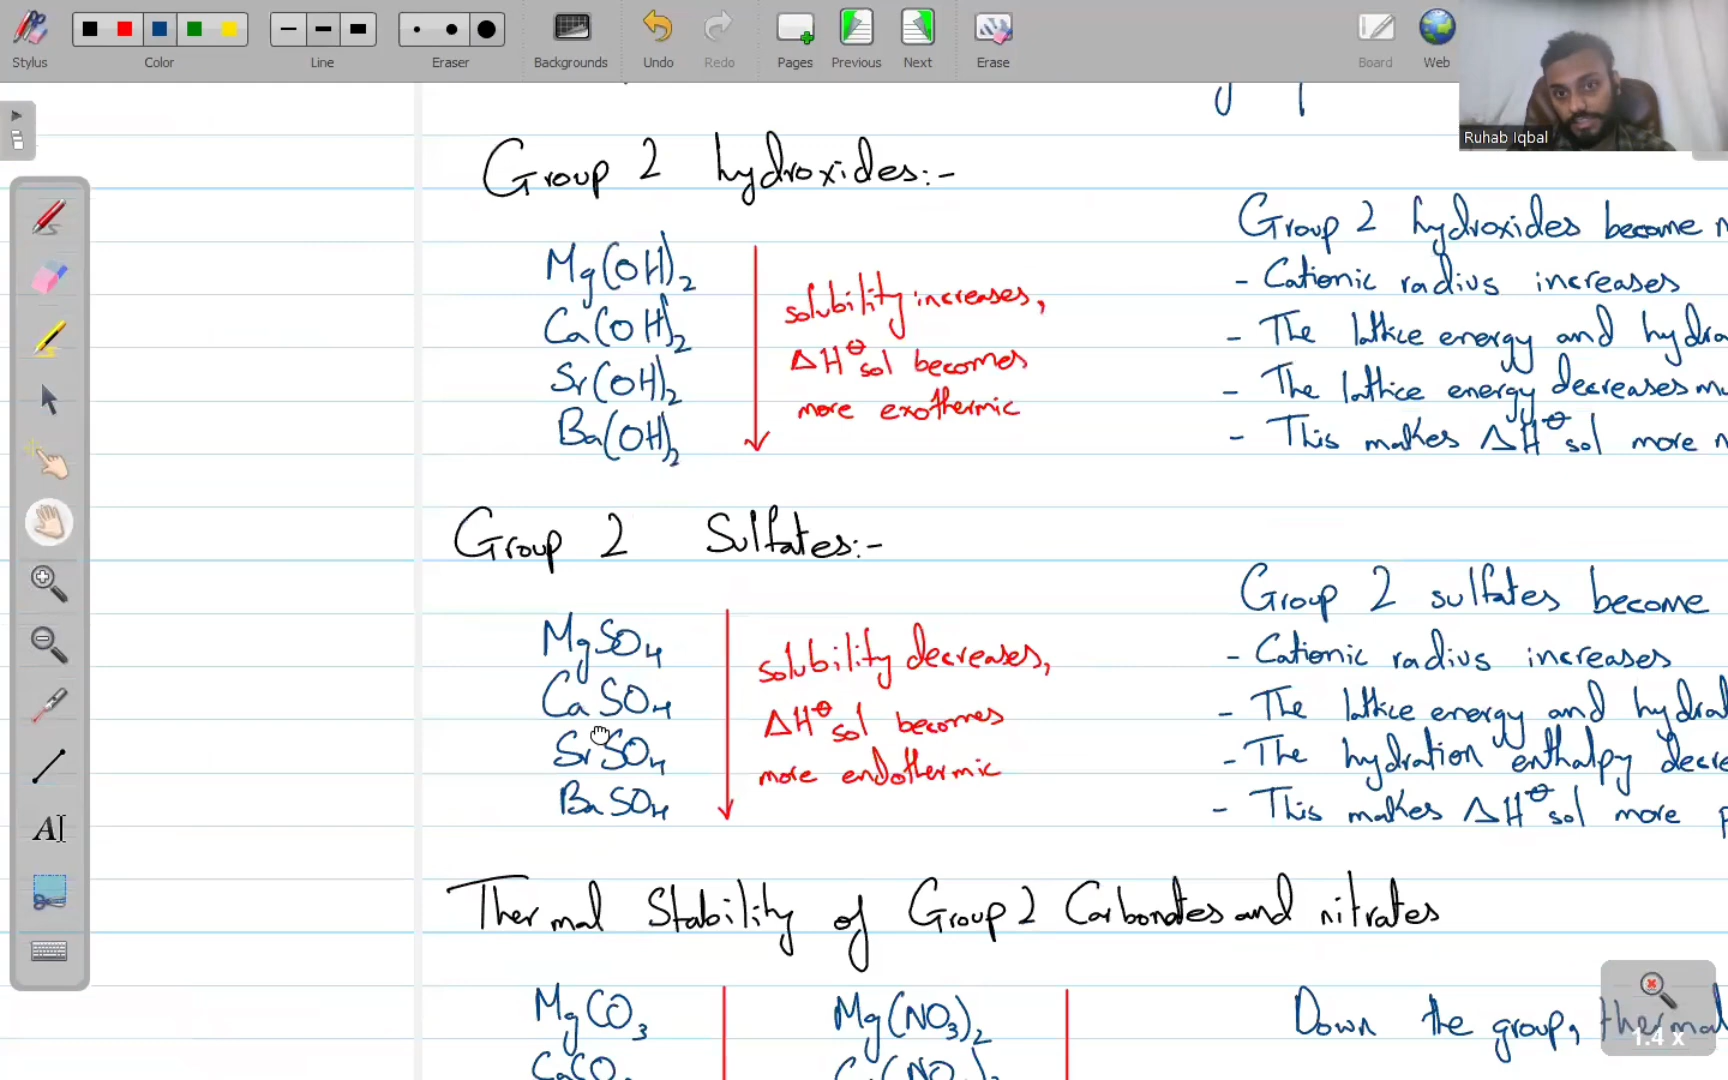 Stylus
Color
Line
Eraser
Backgrounds
Undo
Redo
Pages
Previous
Next
Erase
Board
Web
Ruhab Iqbal
Group 2 hydroxides:-
Mg(OH)2
Ca(OH)2
Sr(OH)2
Ba(OH)2
solubility increases,
ΔH⦵sol becomes
more exothermic
Group 2 hydroxides become
- Cationic radius increases
- The lattice energy and
- The lattice energy decreases
- This makes ΔH⦵sol more
Group 2 Sulfates:-
MgSO4
CaSO4
SrSO4
BaSO4
solubility decreases,
ΔH⦵sol becomes
more endothermic
Group 2 sulfates become
- Cationic radius increases
- The lattice energy and
- The hydration enthalpy
- This makes ΔH⦵sol more
Thermal Stability of Group 2 Carbonates and nitrates
MgCO3
Mg(NO3)2
Down the group, thermal
1.4 x